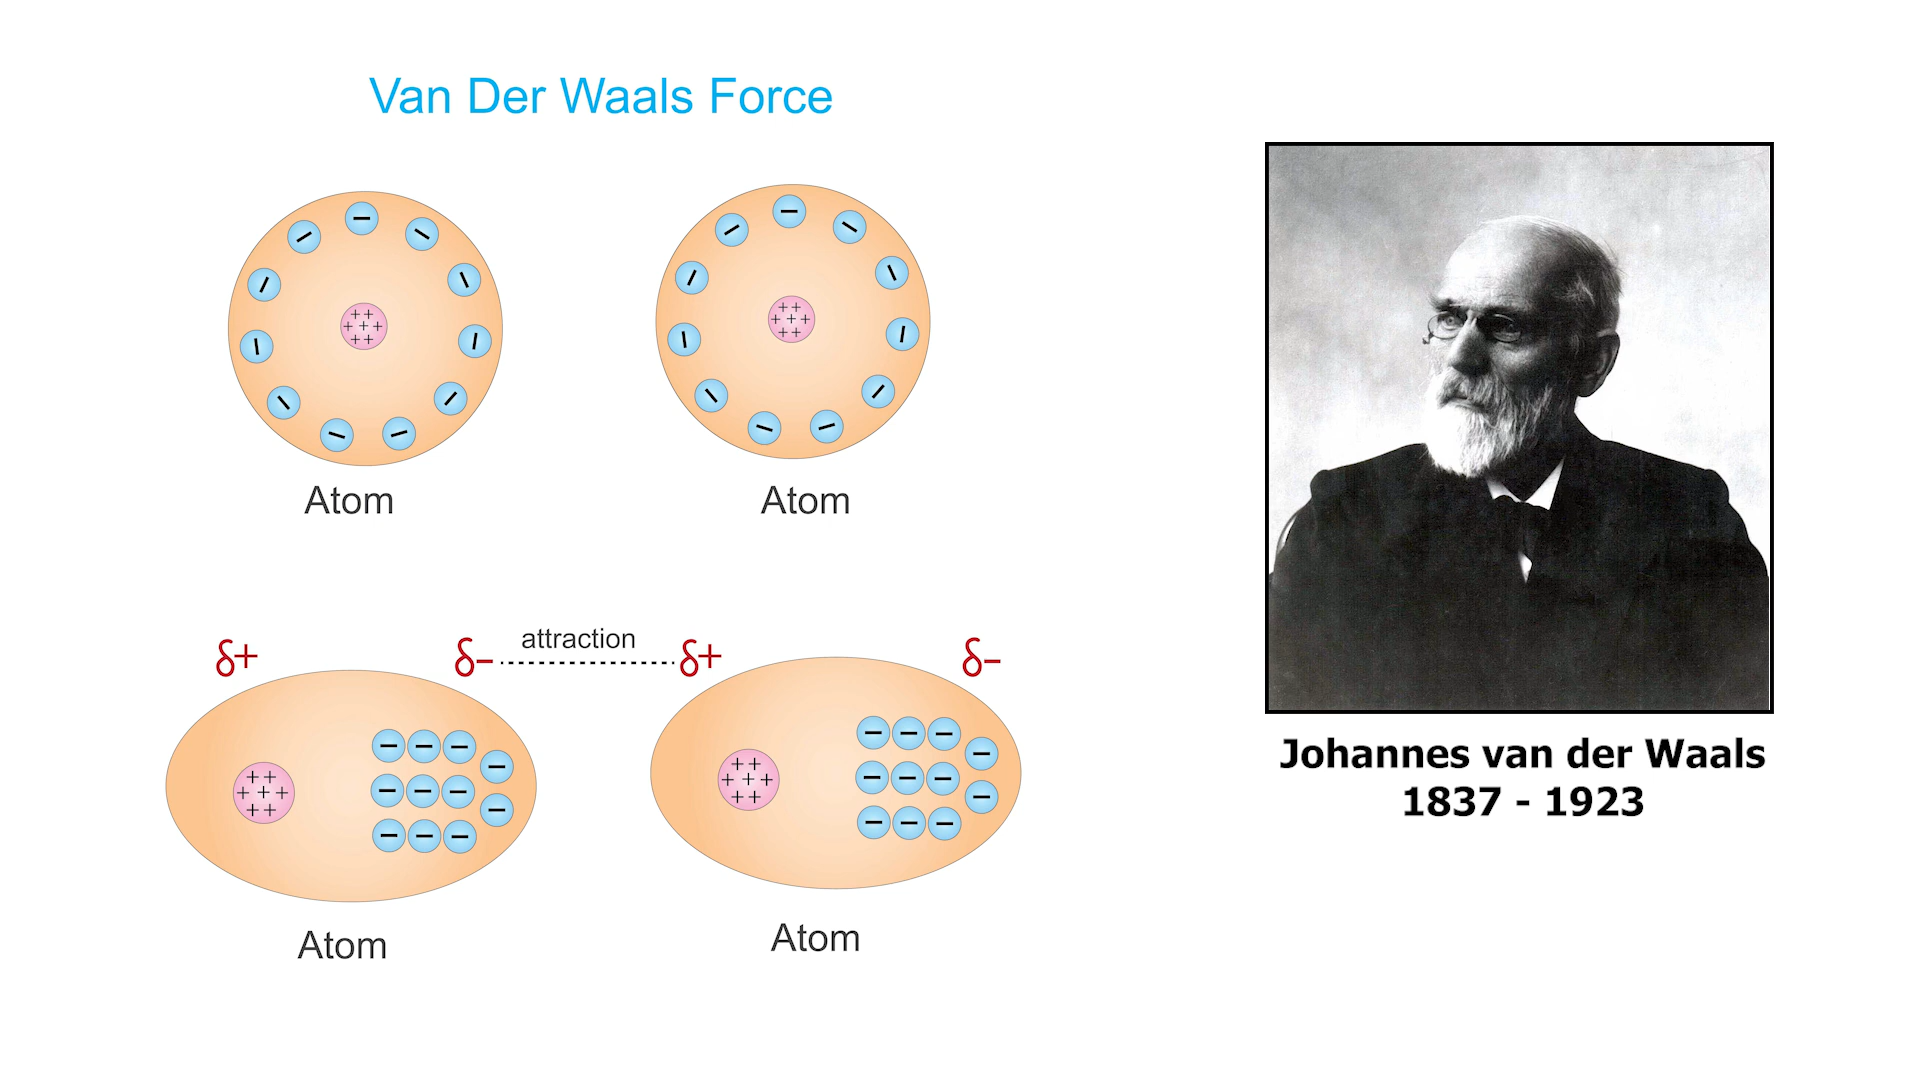 Van Der Waals Force
Atom
Atom
δ+
δ−
attraction
δ+
δ−
Atom
Atom
++
+++
++
++
+++
++
++
+++
++
++
+++
++
Johannes van der Waals
1837 - 1923